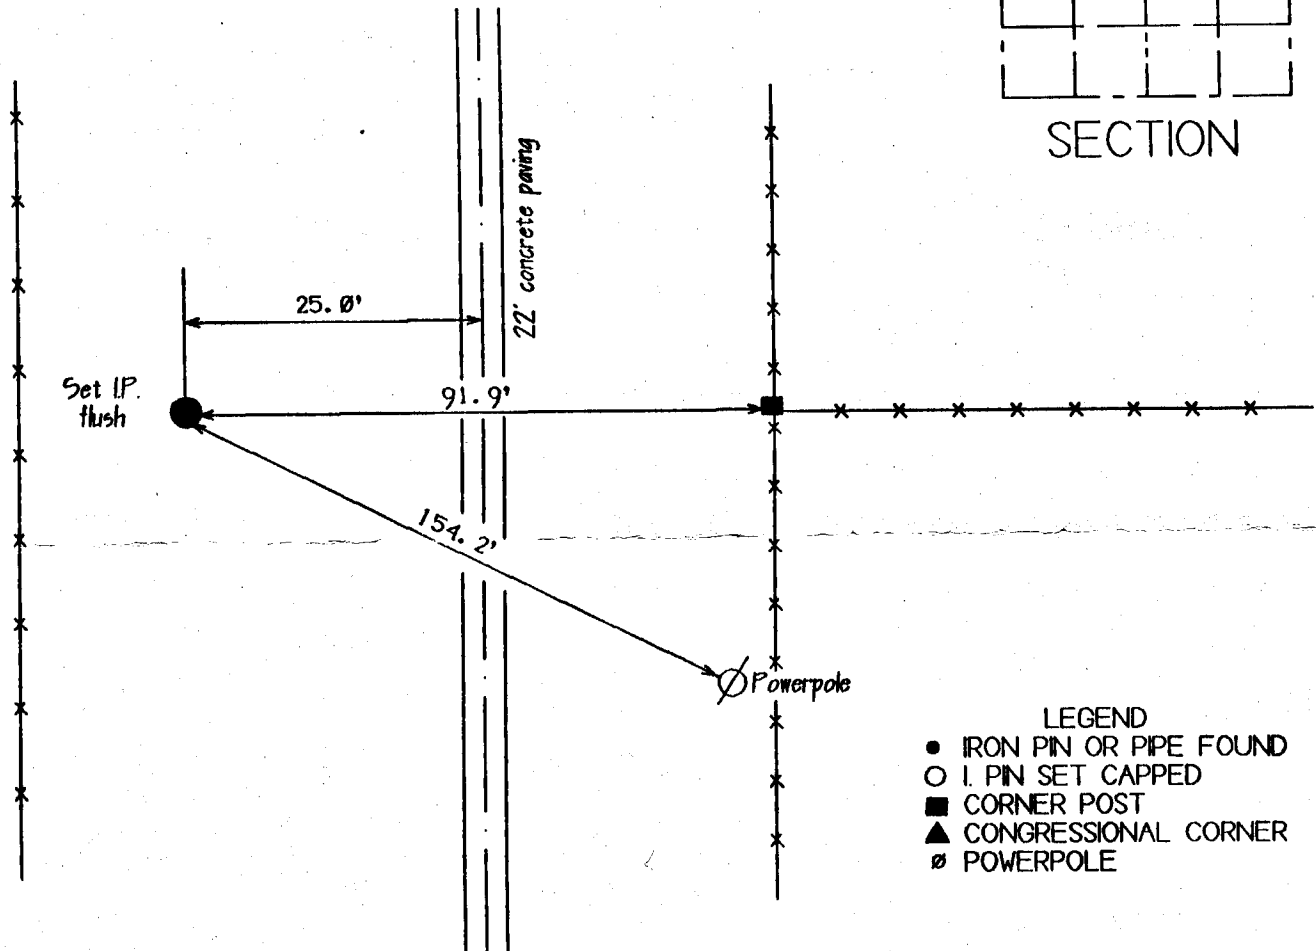 SECTION
22' concrete paving
25.0'
Set I.P.
flush
91.9'
154.2'
Powerpole
LEGEND
IRON PIN OR PIPE FOUND
I. PIN SET CAPPED
CORNER POST
CONGRESSIONAL CORNER
POWERPOLE